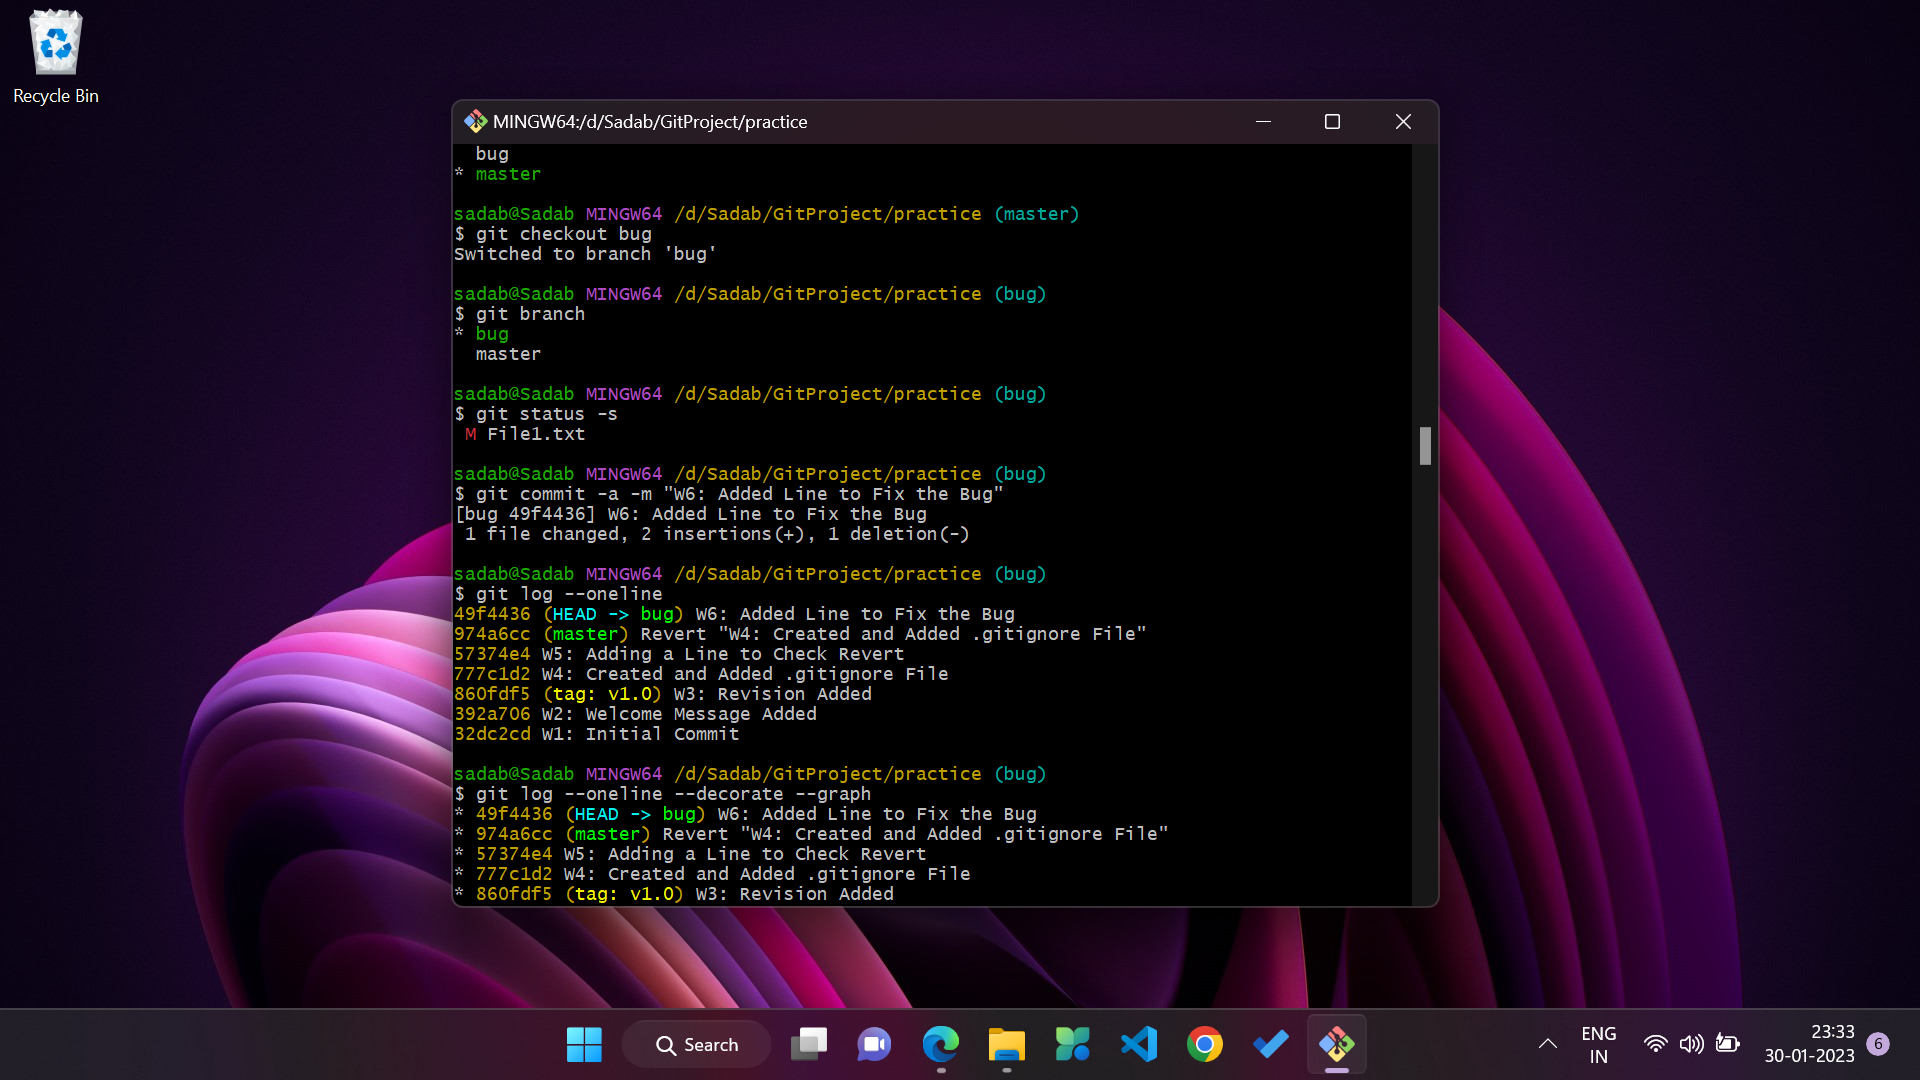 Recycle Bin
MINGW64:/d/Sadab/GitProject/practice
bug
* master
sadab@Sadab MINGW64 /d/Sadab/GitProject/practice (master)
$ git checkout bug
Switched to branch 'bug'
sadab@Sadab MINGW64 /d/Sadab/GitProject/practice (bug)
$ git branch
* bug
master
sadab@Sadab MINGW64 /d/Sadab/GitProject/practice (bug)
$ git status -s
M File1.txt
sadab@Sadab MINGW64 /d/Sadab/GitProject/practice (bug)
$ git commit -a -m "W6: Added Line to Fix the Bug"
[bug 49f4436] W6: Added Line to Fix the Bug
1 file changed, 2 insertions(+), 1 deletion(-)
sadab@Sadab MINGW64 /d/Sadab/GitProject/practice (bug)
$ git log --oneline
49f4436 (HEAD -> bug) W6: Added Line to Fix the Bug
974a6cc (master) Revert "W4: Created and Added .gitignore File"
57374e4 W5: Adding a Line to Check Revert
777c1d2 W4: Created and Added .gitignore File
860fdf5 (tag: v1.0) W3: Revision Added
392a706 W2: Welcome Message Added
32dc2cd W1: Initial Commit
sadab@Sadab MINGW64 /d/Sadab/GitProject/practice (bug)
$ git log --oneline --decorate --graph
* 49f4436 (HEAD -> bug) W6: Added Line to Fix the Bug
* 974a6cc (master) Revert "W4: Created and Added .gitignore File"
* 57374e4 W5: Adding a Line to Check Revert
* 777c1d2 W4: Created and Added .gitignore File
* 860fdf5 (tag: v1.0) W3: Revision Added
Search
ENG
IN
23:33
30-01-2023
6